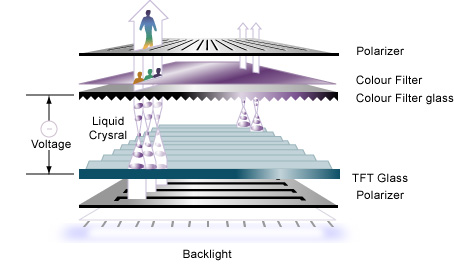 Polarizer
Colour Filter
Colour Filter glass
Liquid
Crysral
Voltage
TFT Glass
Polarizer
Backlight